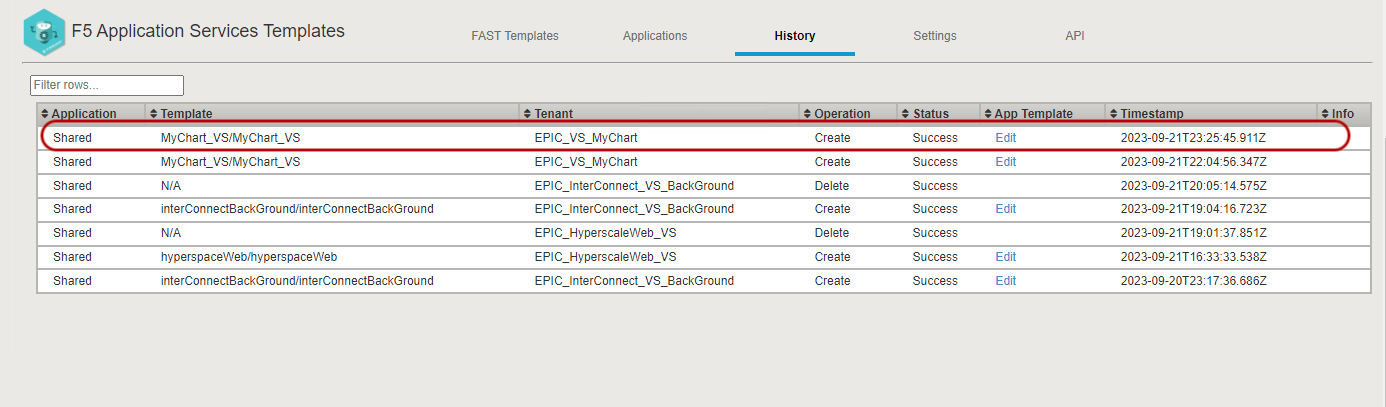 F5 Application Services Templates
FAST Templates Applications History Settings API
Filter rows...
Application Template Tenant Operation Status App Template Timestamp Info
Shared MyChart_VS/MyChart_VS EPIC_VS_MyChart Create Success Edit 2023-09-21T23:25:45.911Z
Shared MyChart_VS/MyChart_VS EPIC_VS_MyChart Create Success Edit 2023-09-21T22:04:56.347Z
Shared N/A EPIC_InterConnect_VS_BackGround Delete Success 2023-09-21T20:05:14.575Z
Shared interConnectBackGround/interConnectBackGround EPIC_InterConnect_VS_BackGround Create Success Edit 2023-09-21T19:04:16.723Z
Shared N/A EPIC_HyperscaleWeb_VS Delete Success 2023-09-21T19:01:37.851Z
Shared hyperspaceWeb/hyperspaceWeb EPIC_HyperscaleWeb_VS Create Success Edit 2023-09-21T16:33:33.538Z
Shared interConnectBackGround/interConnectBackGround EPIC_InterConnect_VS_BackGround Create Success Edit 2023-09-20T23:17:36.686Z